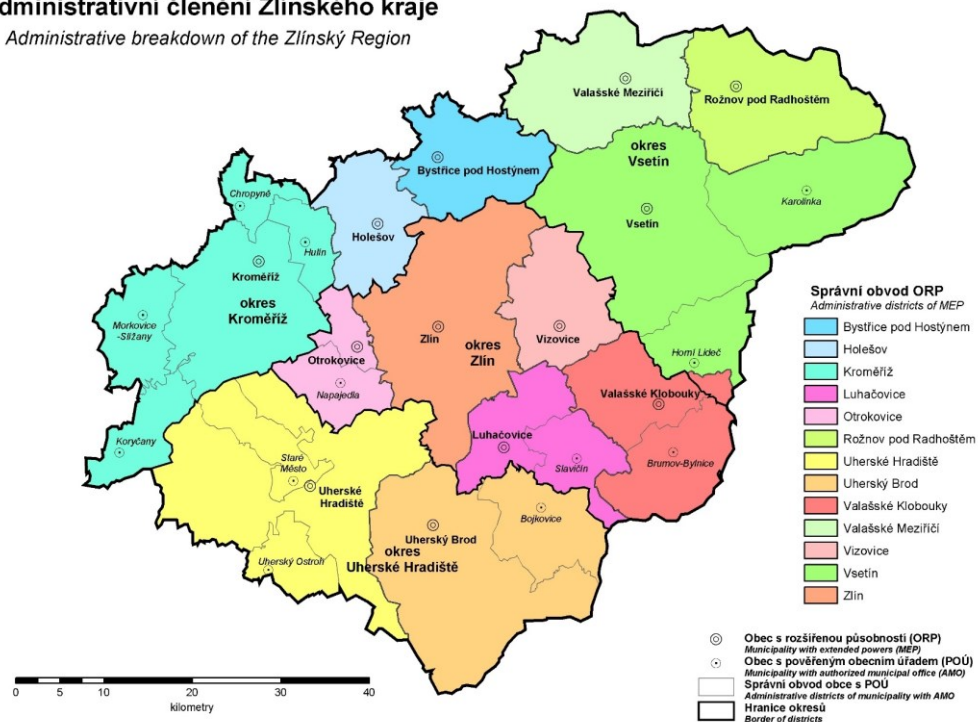 dministrativní členění Zlínského kraje
Administrative breakdown of the Zlínský Region
Valašské Meziříčí
Rožnov pod Radhoštěm
okres
Vsetín
Bystřice pod Hostýnem
Karolinka
Chropyně
Vsetín
Holešov
Hulín
Kroměříž
okres
Kroměříž
Morkovice
-Slížany
Zlín
okres
Zlín
Vizovice
Otrokovice
Napajedla
Horní Lideč
Valašské Klobouky
Koryčany
Luhačovice
Slavičín
Brumov-Bylnice
Staré
Město
Uherské
Hradiště
Bojkovice
Uherský Brod
okres
Uherské Hradiště
Uherský Ostroh
Správní obvod ORP
Administrative districts of MEP
Bystřice pod Hostýnem
Holešov
Kroměříž
Luhačovice
Otrokovice
Rožnov pod Radhoštěm
Uherské Hradiště
Uherský Brod
Valašské Klobouky
Valašské Meziříčí
Vizovice
Vsetín
Zlín
Obec s rozšířenou působností (ORP)
Municipality with extended powers (MEP)
Obec s pověřeným obecním úřadem (POÚ)
Municipality with authorized municipal office (AMO)
Správní obvod obce s POÚ
Administrative districts of municipality with AMO
Hranice okresů
Border of districts
0 5 10 20 30 40
kilometry